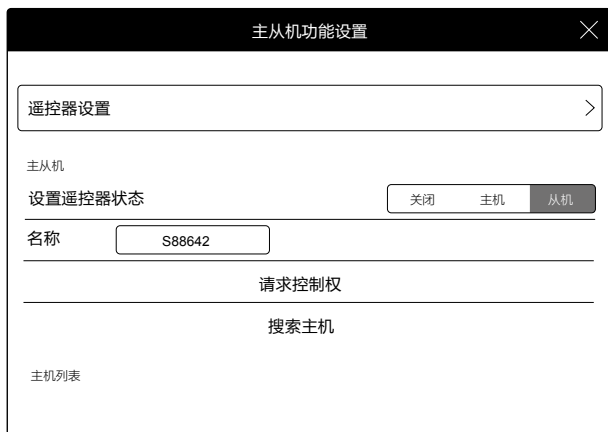 主从机功能设置
遥控器设置
主从机
设置遥控器状态 关闭 主机 从机
名称 S88642
请求控制权
搜索主机
主机列表